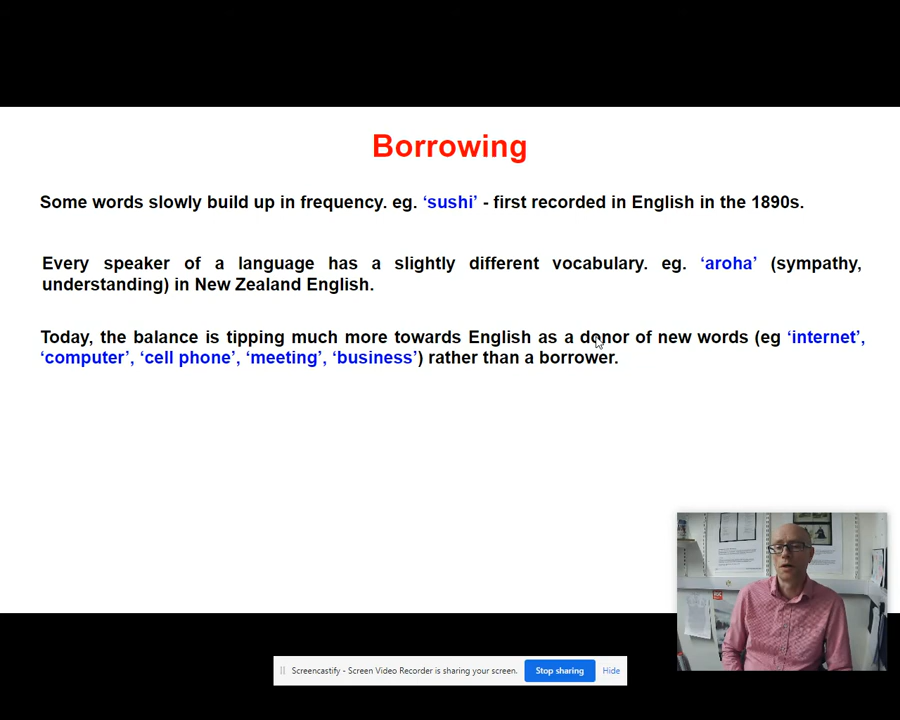 Borrowing
Some words slowly build up in frequency. eg. ‘sushi’ - first recorded in English in the 1890s.
Every speaker of a language has a slightly different vocabulary. eg. ‘aroha’ (sympathy,
understanding) in New Zealand English.
Today, the balance is tipping much more towards English as a donor of new words (eg ‘internet’,
‘computer’, ‘cell phone’, ‘meeting’, ‘business’) rather than a borrower.
Screencastify - Screen Video Recorder is sharing your screen.
Stop sharing
Hide